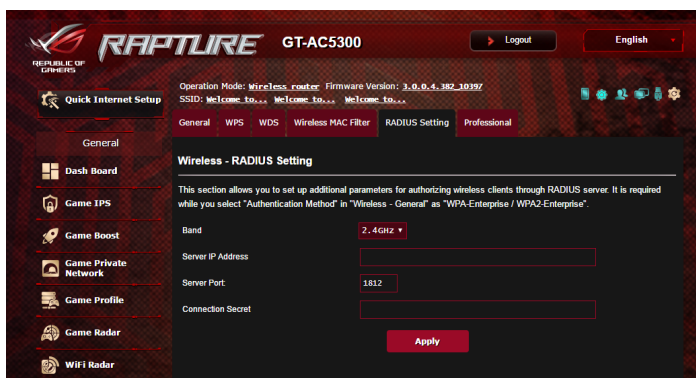 REPUBLIC OF
GAMERS
RAPTURE
GT-AC5300
Logout
English
Quick Internet Setup
General
Dash Board
Game IPS
Game Boost
Game Private
Network
Game Profile
Game Radar
WiFi Radar
Operation Mode: Wireless router Firmware Version: 3.0.0.4.382_10397
SSID: Welcome to... Welcome to... Welcome to...
General WPS WDS Wireless MAC Filter RADIUS Setting Professional
Wireless - RADIUS Setting
This section allows you to set up additional parameters for authorizing wireless clients through RADIUS server. It is required
while you select "Authentication Method" in "Wireless - General" as "WPA-Enterprise / WPA2-Enterprise".
Band 2.4GHz
Server IP Address
Server Port: 1812
Connection Secret
Apply